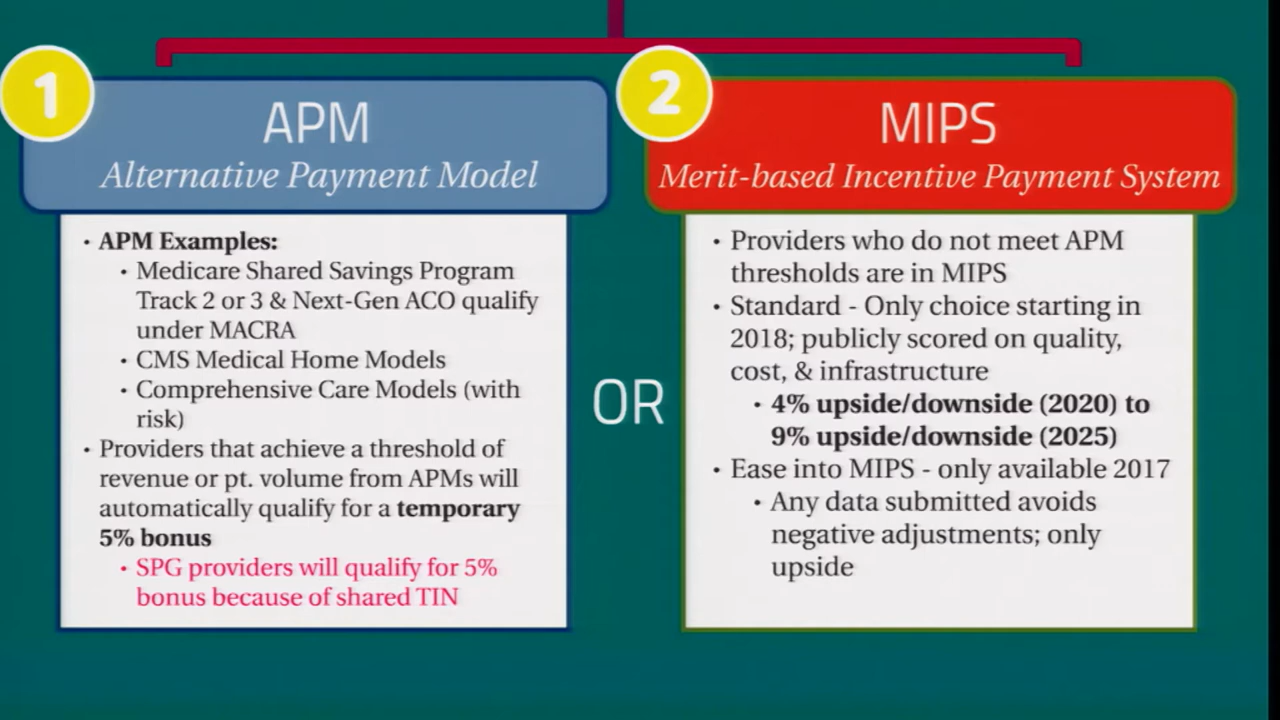 1
APM
Alternative Payment Model
• APM Examples:
• Medicare Shared Savings Program
Track 2 or 3 & Next-Gen ACO qualify
under MACRA
• CMS Medical Home Models
• Comprehensive Care Models (with
risk)
• Providers that achieve a threshold of
revenue or pt. volume from APMs will
automatically qualify for a temporary
5% bonus
• SPG providers will qualify for 5%
bonus because of shared TIN
OR
2
MIPS
Merit-based Incentive Payment System
• Providers who do not meet APM
thresholds are in MIPS
• Standard - Only choice starting in
2018; publicly scored on quality,
cost, & infrastructure
• 4% upside/downside (2020) to
9% upside/downside (2025)
• Ease into MIPS - only available 2017
• Any data submitted avoids
negative adjustments; only
upside